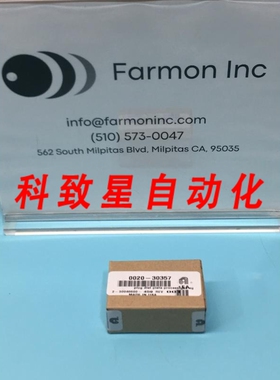 Farmon Inc
info@farmoninc.com
(510) 573-0047
562 South Milpitas Blvd, Milpitas CA, 95035
科致星自动化
0020-30357
MADE IN USA